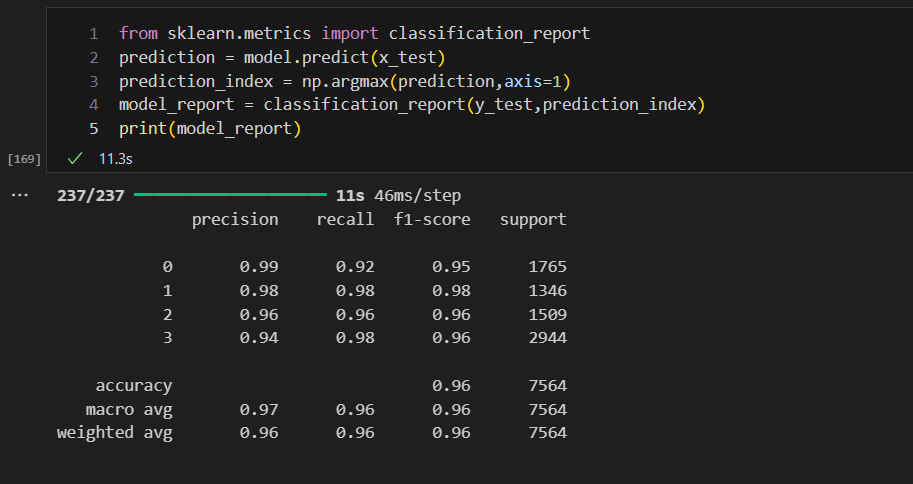 1 from sklearn.metrics import classification_report
2 prediction = model.predict(x_test)
3 prediction_index = np.argmax(prediction,axis=1)
4 model_report = classification_report(y_test,prediction_index)
5 print(model_report)
[169] ✓ 11.3s
... 237/237 ━━━━━━━━━━━━━━━━━━━━ 11s 46ms/step
precision recall f1-score support
0 0.99 0.92 0.95 1765
1 0.98 0.98 0.98 1346
2 0.96 0.96 0.96 1509
3 0.94 0.98 0.96 2944
accuracy 0.96 7564
macro avg 0.97 0.96 0.96 7564
weighted avg 0.96 0.96 0.96 7564